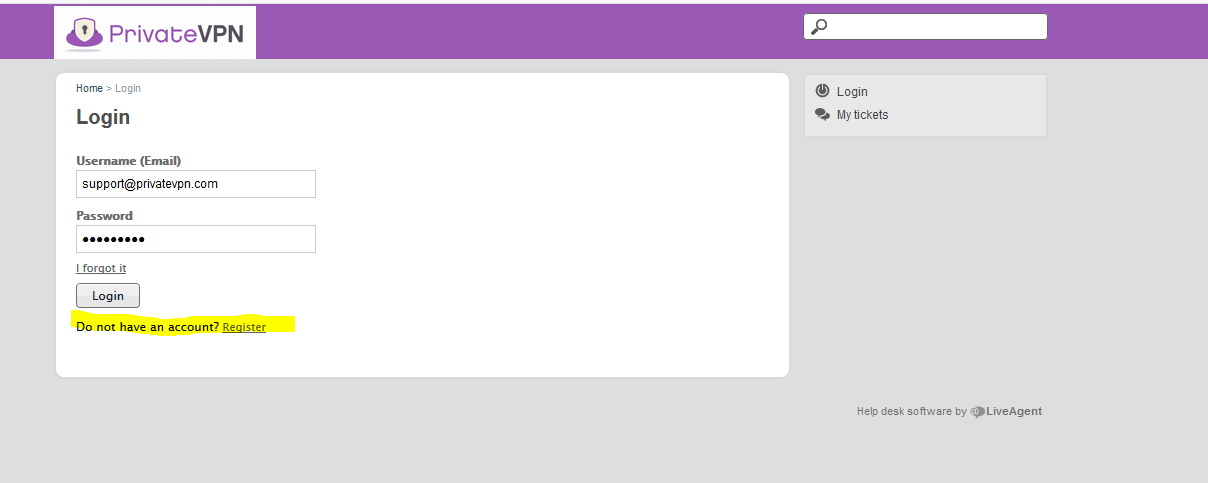 PrivateVPN
Home > Login
Login
Username (Email)
support@privatevpn.com
Password
•••••••••
I forgot it
Login
Do not have an account? Register
Login
My tickets
Help desk software by LiveAgent